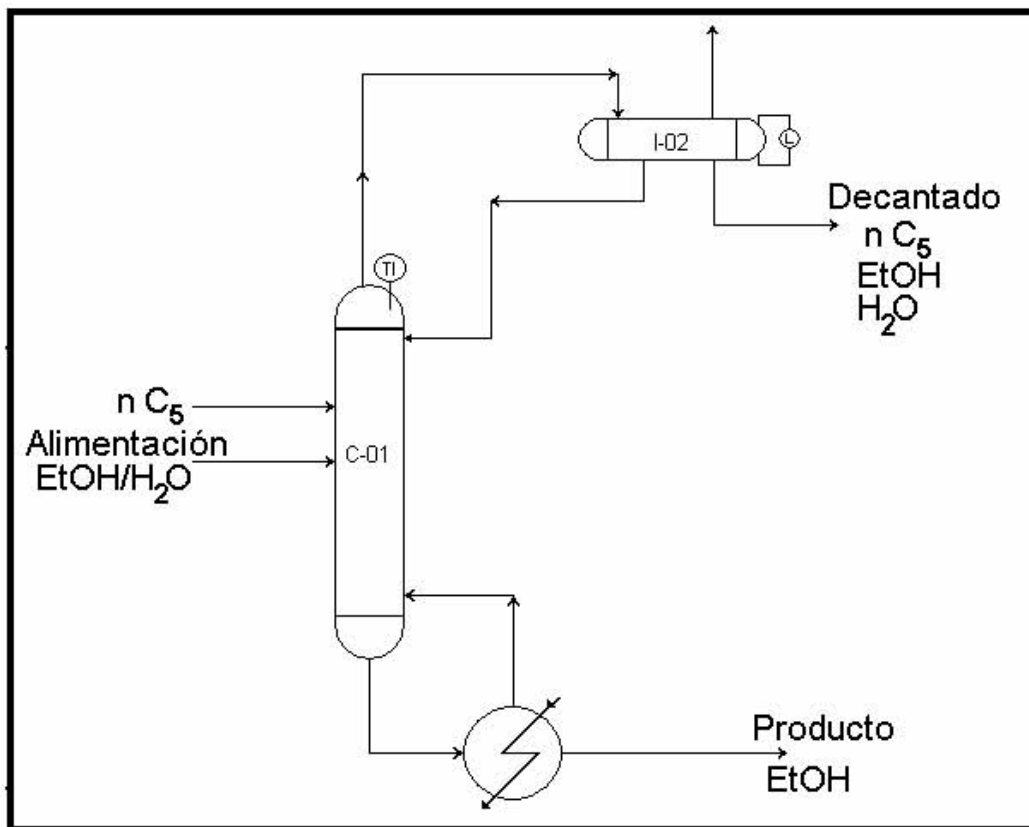 I-02
L
Decantado
n C5
EtOH
H2O
TI
n C5
Alimentación
EtOH/H2O
C-01
Producto
EtOH